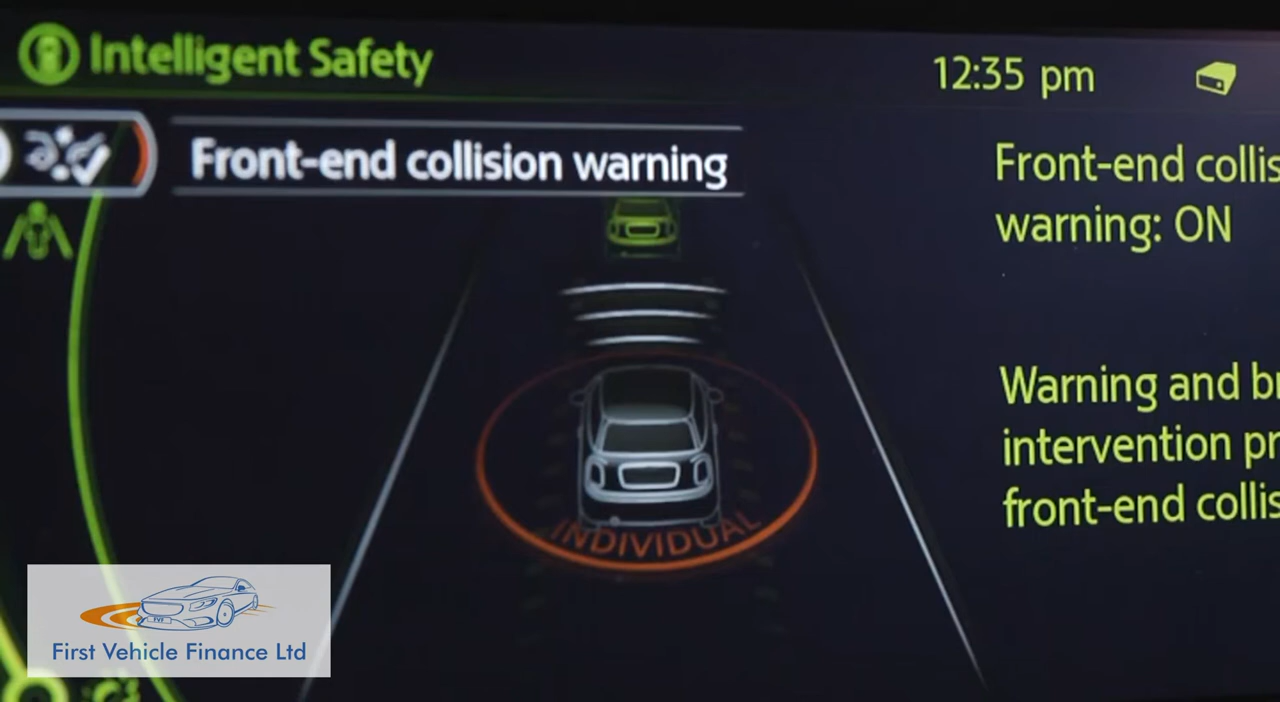 Intelligent Safety
12:35 pm
Front-end collision warning
Front-end collis
warning: ON
Warning and b
intervention pr
front-end collis
INDIVIDUAL
FVF
First Vehicle Finance Ltd